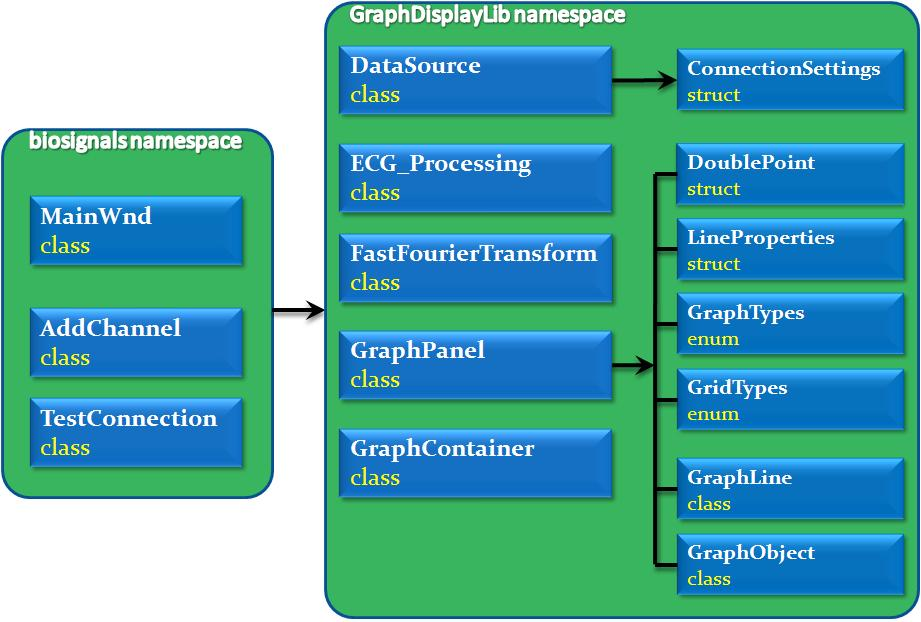 GraphDisplayLib namespace
DataSource
class
ConnectionSettings
struct
biosignals namespace
MainWnd
class
AddChannel
class
TestConnection
class
ECG_Processing
class
FastFourierTransform
class
GraphPanel
class
GraphContainer
class
DoublePoint
struct
LineProperties
struct
GraphTypes
enum
GridTypes
enum
GraphLine
class
GraphObject
class